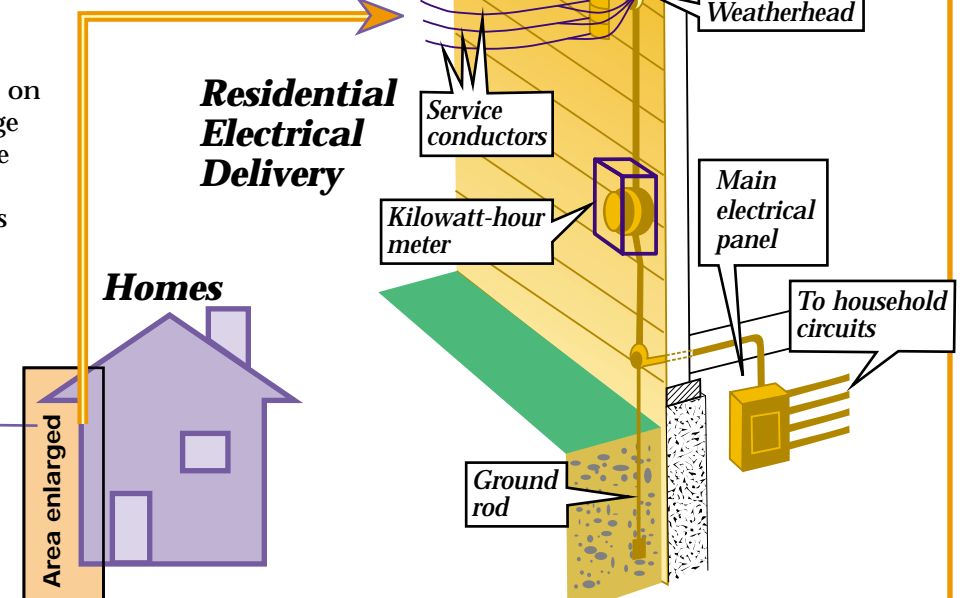 Weatherhead
on
Residential
Electrical
Delivery
Service
conductors
Main
electrical
panel
Kilowatt-hour
meter
Homes
To household
circuits
Area enlarged
Ground
rod